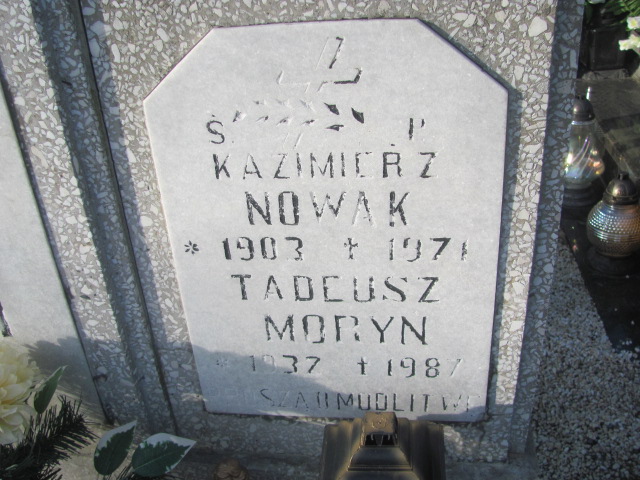 Ś P
KAZIMIERZ
NOWAK
* 1903 + 1971
TADEUSZ
MORYN
* 1937 + 1987